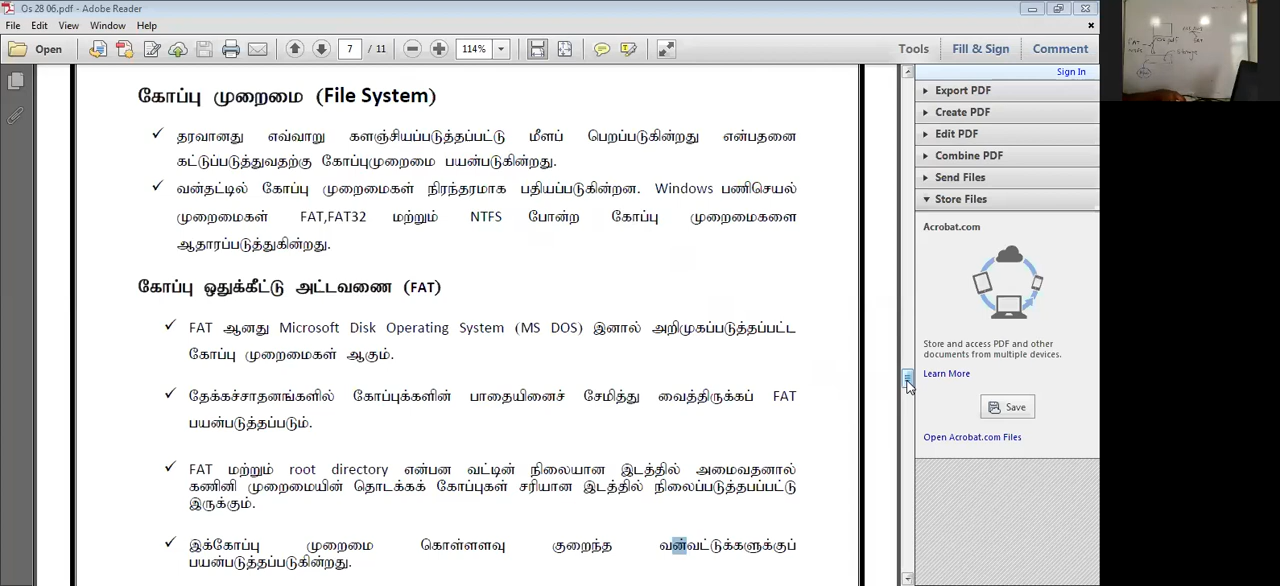 Os 28 06.pdf - Adobe Reader
File Edit View Window Help
Open 7 / 11 114% Tools Fill & Sign Comment
Sign In
Export PDF
Create PDF
Edit PDF
Combine PDF
Send Files
Store Files
Acrobat.com
Store and access PDF and other
documents from multiple devices.
Learn More
Save
Open Acrobat.com Files
கோப்பு முறைமை (File System)
✓ தரவானது எவ்வாறு களஞ்சியப்படுத்தப்பட்டு மீளப் பெறப்படுகின்றது என்பதனை
கட்டுப்படுத்துவதற்கு கோப்புமுறைமை பயன்படுகின்றது.
✓ வன்தட்டில் கோப்பு முறைமைகள் நிரந்தரமாக பதியப்படுகின்றன. Windows பணிசெயல்
முறைமைகள் FAT,FAT32 மற்றும் NTFS போன்ற கோப்பு முறைமைகளை
ஆதாரப்படுத்துகின்றது.
கோப்பு ஒதுக்கீட்டு அட்டவணை (FAT)
✓ FAT ஆனது Microsoft Disk Operating System (MS DOS) இனால் அறிமுகப்படுத்தப்பட்ட
கோப்பு முறைமைகள் ஆகும்.
✓ தேக்கச்சாதனங்களில் கோப்புக்களின் பாதையினைச் சேமித்து வைத்திருக்கப் FAT
பயன்படுத்தப்படும்.
✓ FAT மற்றும் root directory என்பன வட்டின் நிலையான இடத்தில் அமைவதனால்
கணினி முறைமையின் தொடக்கக் கோப்புகள் சரியான இடத்தில் நிலைப்படுத்தபப்பட்டு
இருக்கும்.
✓ இக்கோப்பு முறைமை கொள்ளளவு குறைந்த வன்வட்டுக்களுக்குப்
பயன்படுத்தப்படுகின்றது.